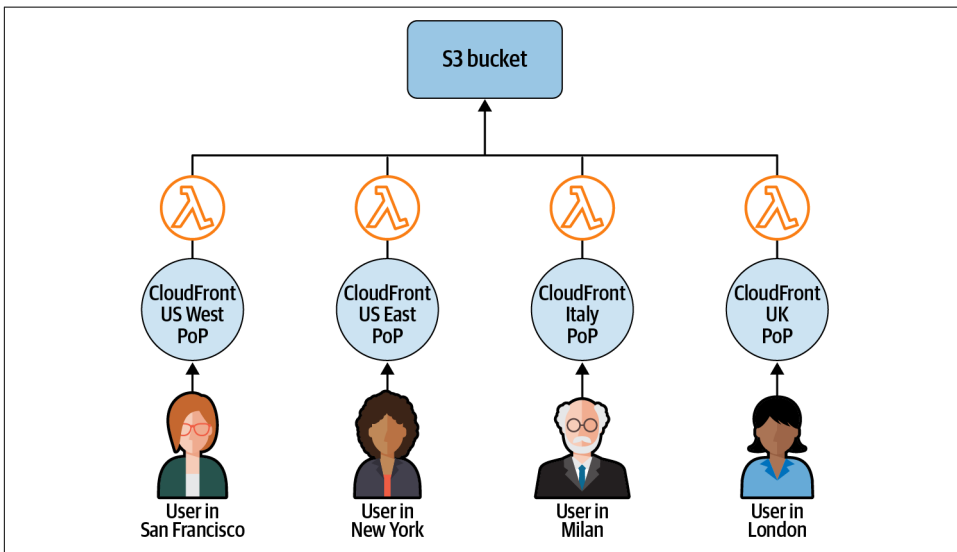 S3 bucket
CloudFront
US West
PoP
CloudFront
US East
PoP
CloudFront
Italy
PoP
CloudFront
UK
PoP
User in
San Francisco
User in
New York
User in
Milan
User in
London